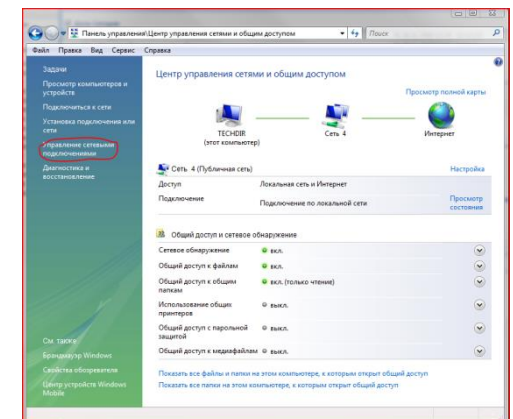 Панель управления\Центр управления сетями и общим доступом
Поиск
Файл Правка Вид Сервис Справка
Задачи
Просмотр компьютеров и
устройств
Подключиться к сети
Установка подключения или
сети
Управление сетевыми
подключениями
Диагностика и
восстановление
См. также
Брандмауэр Windows
Свойства обозревателя
Центр устройств Windows
Mobile
Центр управления сетями и общим доступом
Просмотр полной карты
TECHDIR
(этот компьютер)
Сеть 4
Интернет
Сеть 4 (Публичная сеть)
Настройка
Доступ Локальная сеть и Интернет
Подключение Подключение по локальной сети
Просмотр
состояния
Общий доступ и сетевое обнаружение
Сетевое обнаружение вкл.
Общий доступ к файлам вкл.
Общий доступ к общим
папкам
вкл. (только чтение)
Использование общих
принтеров
выкл.
Общий доступ с парольной
защитой
выкл.
Общий доступ к медиафайлам выкл.
Показать все файлы и папки на этом компьютере, к которым открыт общий доступ
Показать все папки на этом компьютере, к которым открыт общий доступ